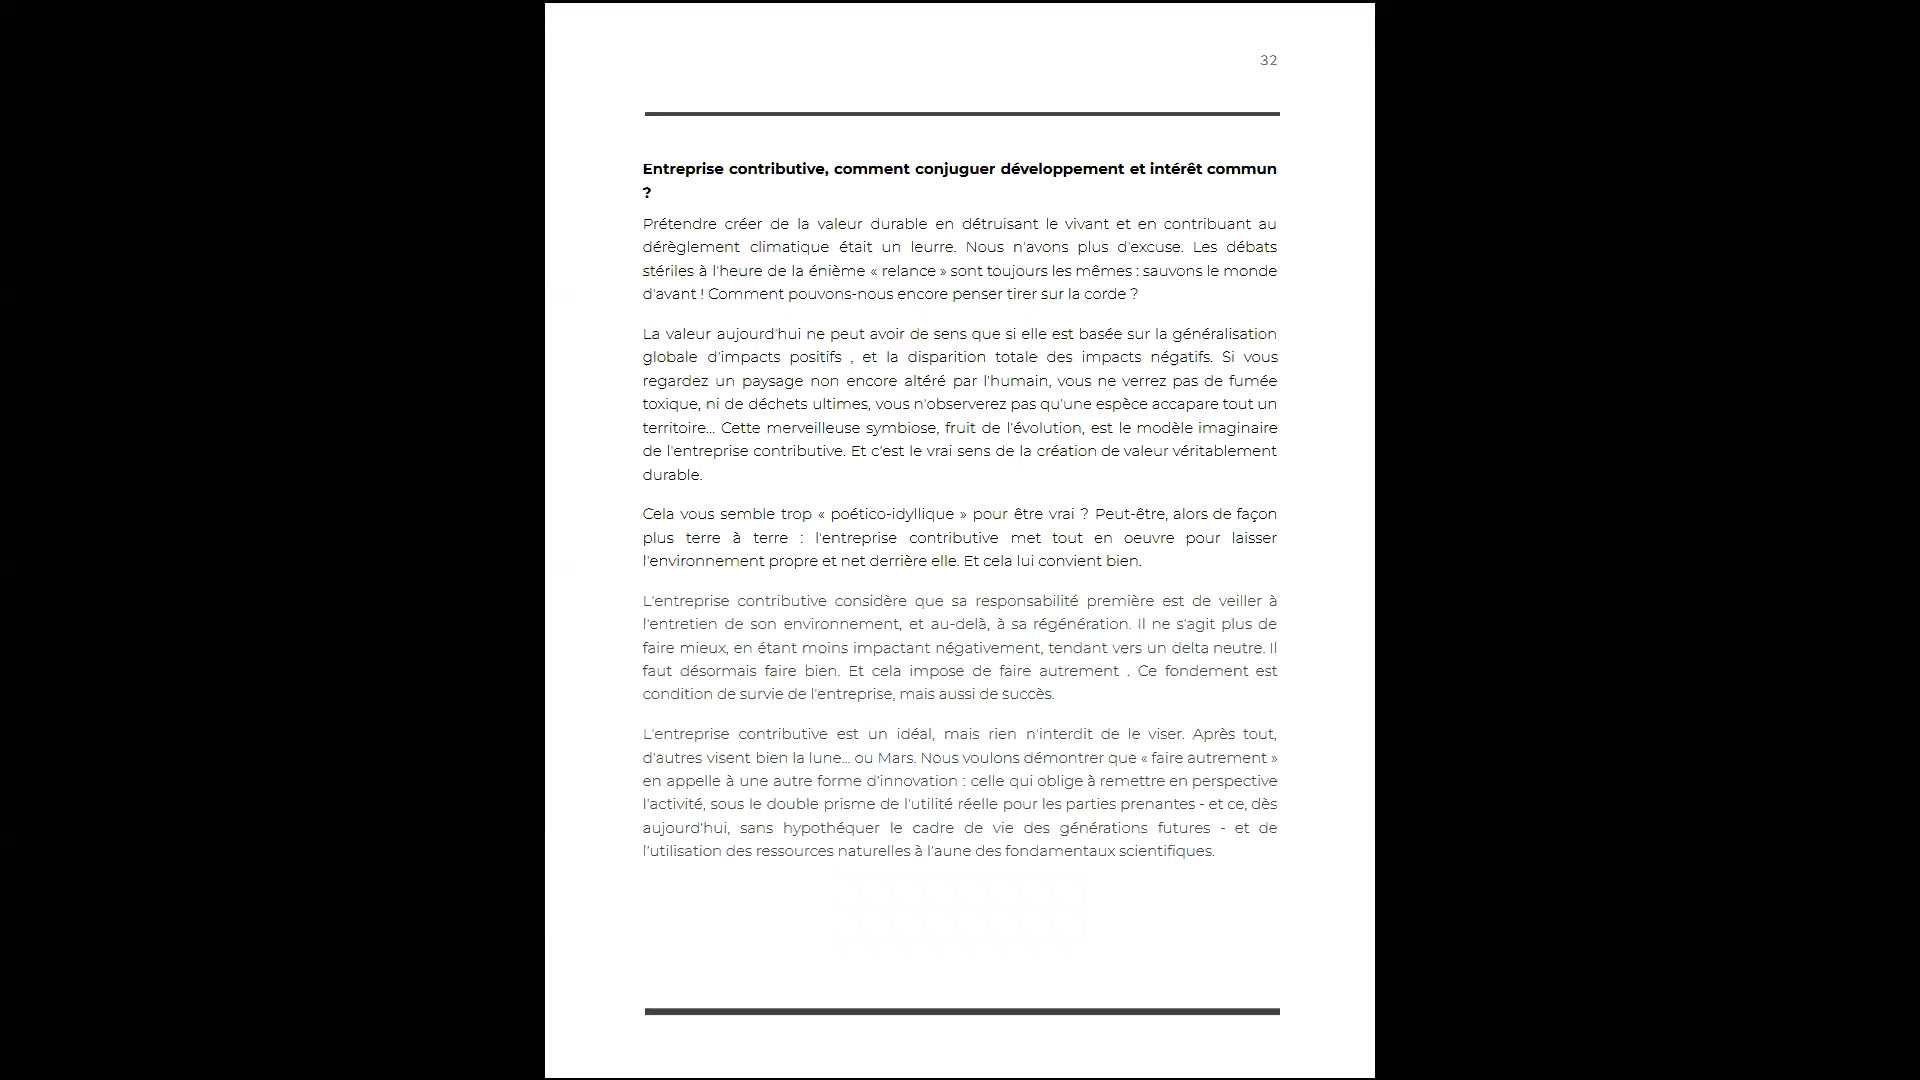 32
Entreprise contributive, comment conjuguer développement et intérêt commun
?
Prétendre créer de la valeur durable en détruisant le vivant et en contribuant au
dérèglement climatique était un leurre. Nous n'avons plus d'excuse. Les débats
stériles à l'heure de la énième « relance » sont toujours les mêmes : sauvons le monde
d'avant ! Comment pouvons-nous encore penser tirer sur la corde ?
La valeur aujourd'hui ne peut avoir de sens que si elle est basée sur la généralisation
globale d'impacts positifs , et la disparition totale des impacts négatifs. Si vous
regardez un paysage non encore altéré par l'humain, vous ne verrez pas de fumée
toxique, ni de déchets ultimes, vous n'observerez pas qu'une espèce accapare tout un
territoire... Cette merveilleuse symbiose, fruit de l'évolution, est le modèle imaginaire
de l'entreprise contributive. Et c'est le vrai sens de la création de valeur véritablement
durable.
Cela vous semble trop « poético-idyllique » pour être vrai ? Peut-être, alors de façon
plus terre à terre : l'entreprise contributive met tout en oeuvre pour laisser
l'environnement propre et net derrière elle. Et cela lui convient bien.
L'entreprise contributive considère que sa responsabilité première est de veiller à
l'entretien de son environnement, et au-delà, à sa régénération. Il ne s'agit plus de
faire mieux, en étant moins impactant négativement, tendant vers un delta neutre. Il
faut désormais faire bien. Et cela impose de faire autrement . Ce fondement est
condition de survie de l'entreprise, mais aussi de succès.
L'entreprise contributive est un idéal, mais rien n'interdit de le viser. Après tout,
d'autres visent bien la lune... ou Mars. Nous voulons démontrer que « faire autrement »
en appelle à une autre forme d'innovation : celle qui oblige à remettre en perspective
l'activité, sous le double prisme de l'utilité réelle pour les parties prenantes - et ce, dès
aujourd'hui, sans hypothéquer le cadre de vie des générations futures - et de
l'utilisation des ressources naturelles à l'aune des fondamentaux scientifiques.